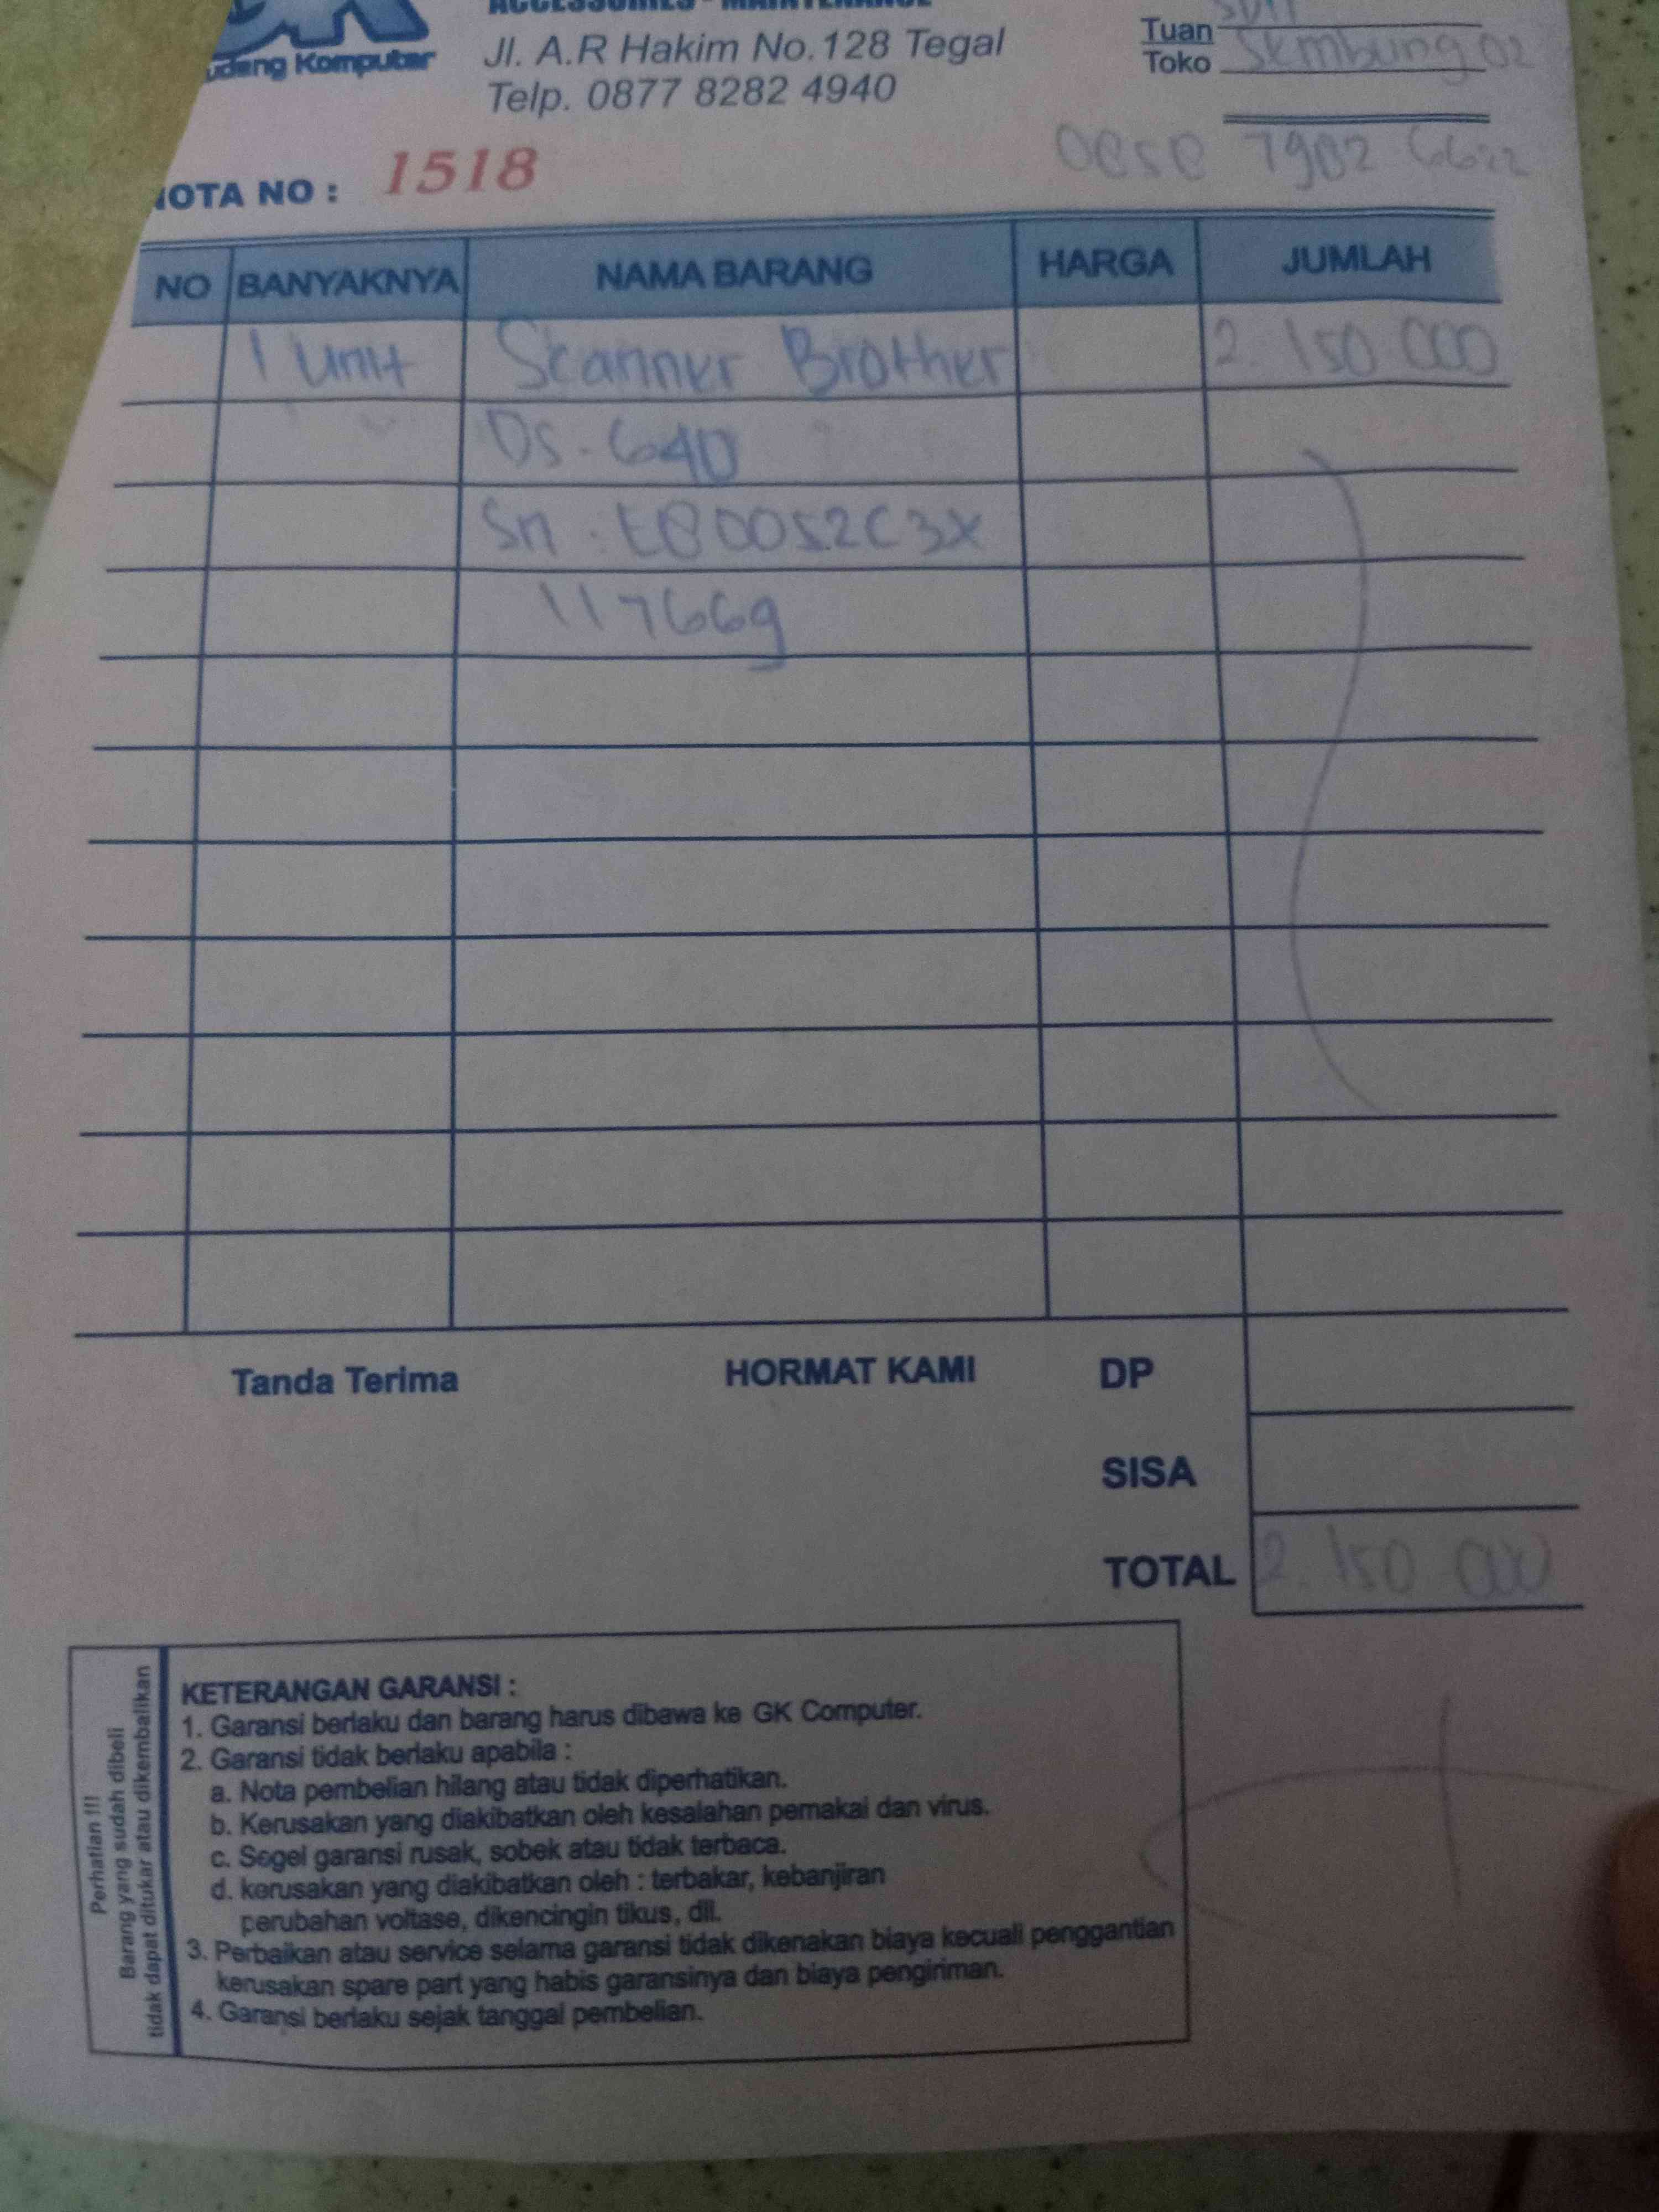 ACCESSORIES - MAINTENANCE
udang Komputer
Jl. A.R Hakim No.128 Tegal
Telp. 0877 8282 4940
Tuan
Toko
02
NOTA NO : 1518
NO BANYAKNYA NAMA BARANG HARGA JUMLAH
1 Unit Scanner Brother 2.150.000
DS-640
Sn : E80052C3X
117669
Tanda Terima HORMAT KAMI DP
SISA
TOTAL 2.150 000
Perhatian !!!
Barang yang sudah dibeli
tidak dapat ditukar atau dikembalikan
KETERANGAN GARANSI :
1. Garansi berlaku dan barang harus dibawa ke GK Computer.
2. Garansi tidak berlaku apabila :
a. Nota pembelian hilang atau tidak diperhatikan.
b. Kerusakan yang diakibatkan oleh kesalahan pemakai dan virus.
c. Segel garansi rusak, sobek atau tidak terbaca.
d. kerusakan yang diakibatkan oleh : terbakar, kebanjiran
perubahan voltase, dikencingin tikus, dll.
3. Perbaikan atau service selama garansi tidak dikenakan biaya kecuali penggantian
kerusakan spare part yang habis garansinya dan biaya pengiriman.
4. Garansi berlaku sejak tanggal pembelian.